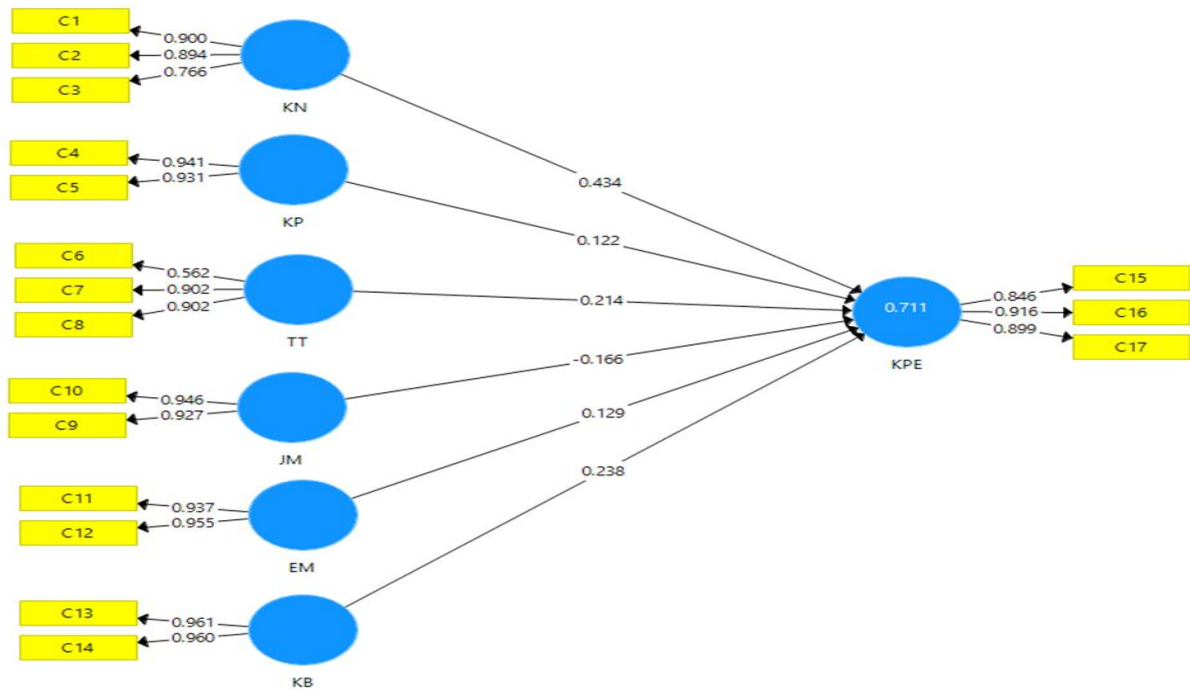 C1
0.900
C2
0.894
C3
0.766
KN
C4
0.941
C5
0.931
KP
C6
0.562
C7
0.902
C8
0.902
TT
C10
0.946
C9
0.927
JM
C11
0.937
C12
0.955
EM
C13
0.961
C14
0.960
KB
0.434
0.122
0.214
-0.166
0.129
0.238
0.711
KPE
0.846
C15
0.916
C16
0.899
C17